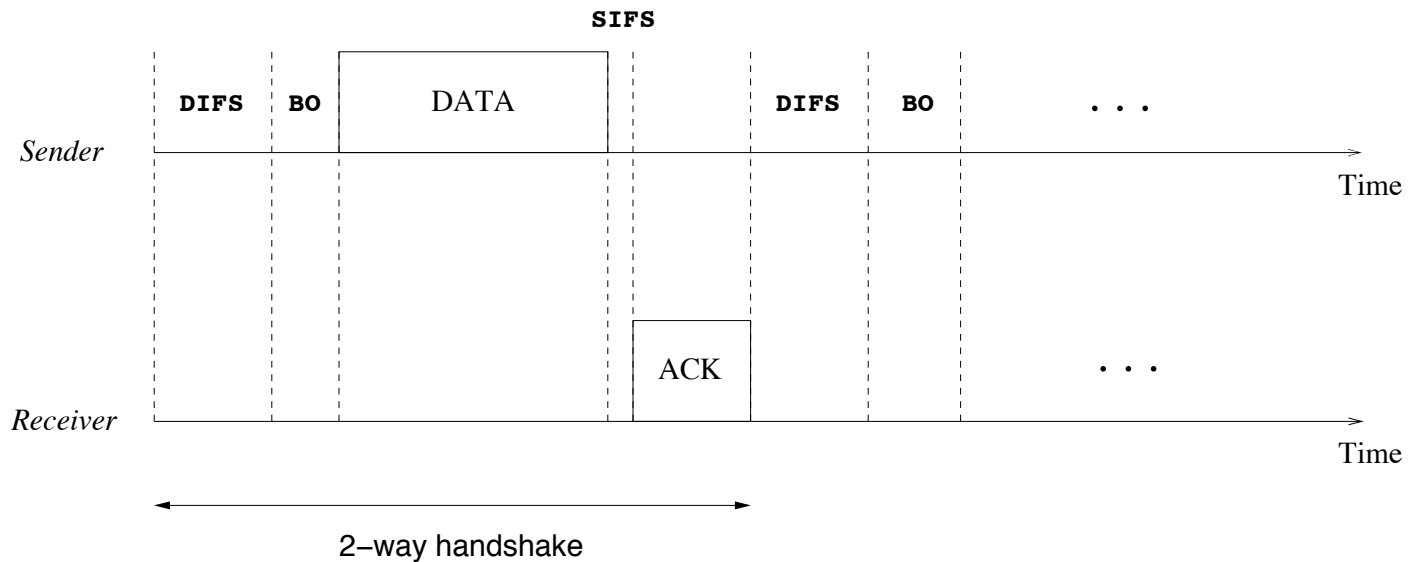 SIFS
DIFS BO DATA DIFS BO . . .
Sender
Time
ACK . . .
Receiver
Time
2–way handshake